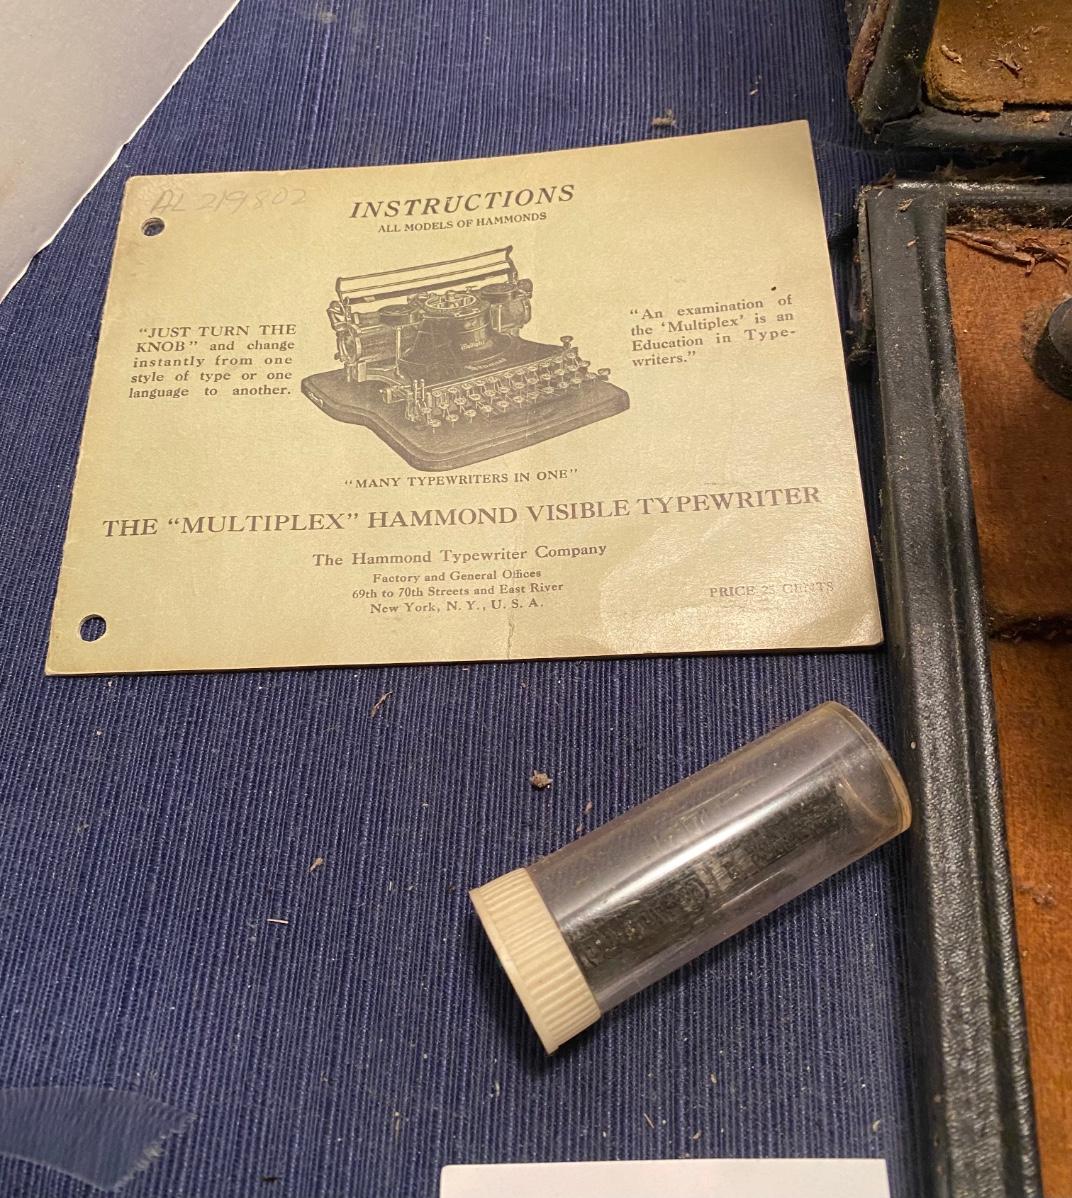 AL 219802
INSTRUCTIONS
ALL MODELS OF HAMMONDS
"JUST TURN THE
KNOB" and change
instantly from one
style of type or one
language to another.
"An examination of
the 'Multiplex' is an
Education in Type-
writers."
"MANY TYPEWRITERS IN ONE"
THE "MULTIPLEX" HAMMOND VISIBLE TYPEWRITER
The Hammond Typewriter Company
Factory and General Offices
69th to 70th Streets and East River
New York, N. Y., U. S. A.
PRICE 25 CENTS